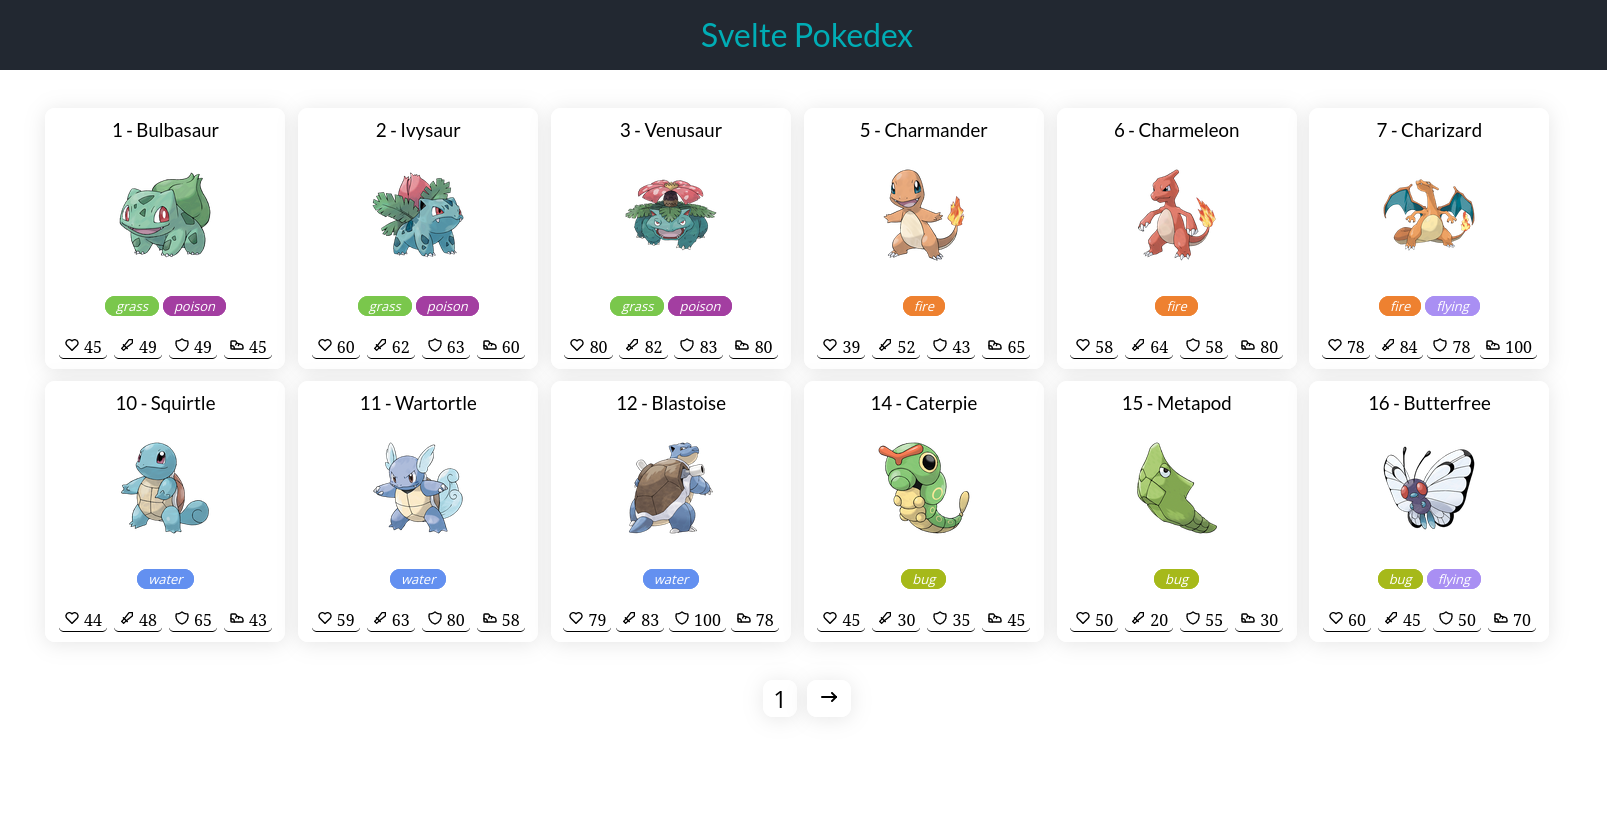 Svelte Pokedex
1 - Bulbasaur
grass poison
45 49 49 45
2 - Ivysaur
grass poison
60 62 63 60
3 - Venusaur
grass poison
80 82 83 80
5 - Charmander
fire
39 52 43 65
6 - Charmeleon
fire
58 64 58 80
7 - Charizard
fire flying
78 84 78 100
10 - Squirtle
water
44 48 65 43
11 - Wartortle
water
59 63 80 58
12 - Blastoise
water
79 83 100 78
14 - Caterpie
bug
45 30 35 45
15 - Metapod
bug
50 20 55 30
16 - Butterfree
bug flying
60 45 50 70
1 →